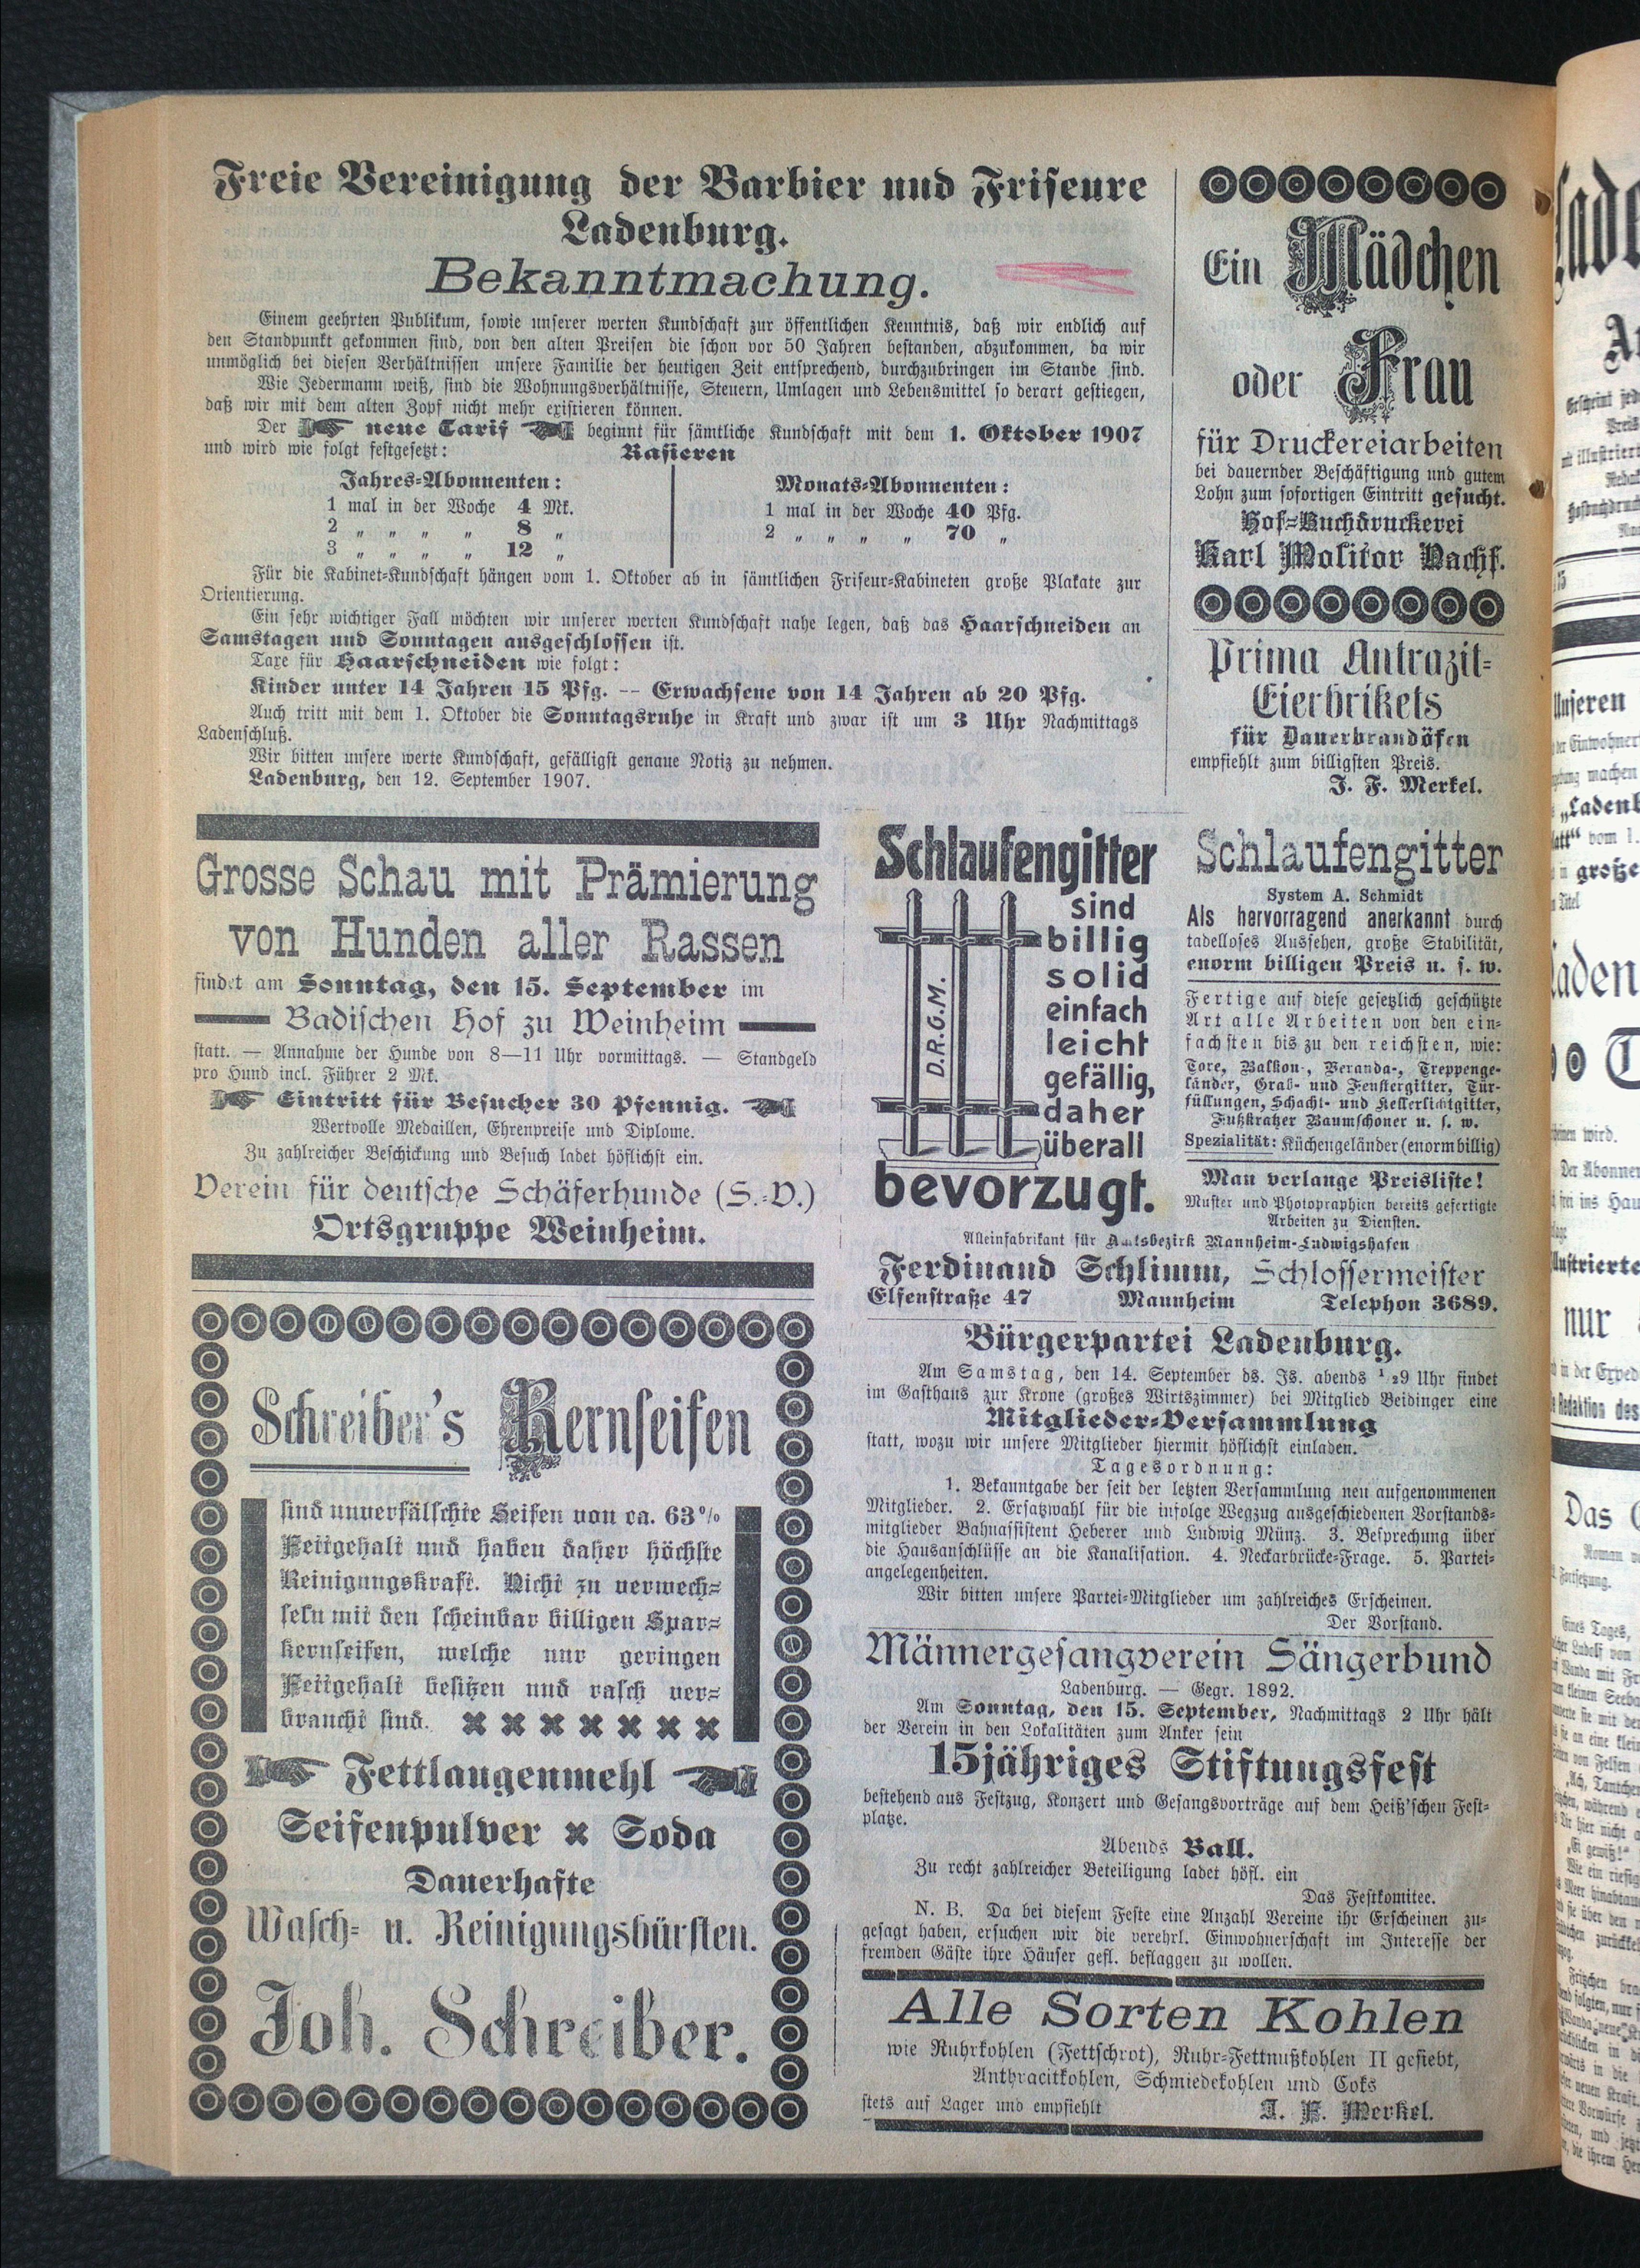 Freie Vereinigung der Barbier und Friseure
Ladenburg.
Bekanntmachung.
Einem geehrten Publikum, sowie unserer werten Kundschaft zur öffentlichen Kenntnis, daß wir endlich auf
den Standpunkt gekommen sind, von den alten Preisen die schon vor 50 Jahren bestanden, abzukommen, da wir
unmöglich bei diesen Verhältnissen unsere Familie der heutigen Zeit entsprechend, durchzubringen im Stande sind.
Wie Jedermann weiß, sind die Wohnungsverhältnisse, Steuern, Umlagen und Lebensmittel so derart gestiegen,
daß wir mit dem alten Zopf nicht mehr existieren können.
Der neue Tarif beginnt für sämtliche Kundschaft mit dem 1. Oktober 1907
und wird wie folgt festgesetzt:
Rasieren
Jahres-Abonnenten:
1 mal in der Woche 4 Mk.
2 „ „ „ „ 8 „
3 „ „ „ „ 12 „
Monats-Abonnenten:
1 mal in der Woche 40 Pfg.
2 „ „ „ „ 70 „
Für die Kabinet-Kundschaft hängen vom 1. Oktober ab in sämtlichen Friseur-Kabineten große Plakate zur
Orientierung.
Ein sehr wichtiger Fall möchten wir unserer werten Kundschaft nahe legen, daß das Haarschneiden an
Samstagen und Sonntagen ausgeschlossen ist.
Taxe für Haarschneiden wie folgt:
Kinder unter 14 Jahren 15 Pfg. -- Erwachsene von 14 Jahren ab 20 Pfg.
Auch tritt mit dem 1. Oktober die Sonntagsruhe in Kraft und zwar ist um 3 Uhr Nachmittags
Ladenschluß.
Wir bitten unsere werte Kundschaft, gefälligst genaue Notiz zu nehmen.
Ladenburg, den 12. September 1907.
Ein Mädchen
oder Frau
für Druckereiarbeiten
bei dauernder Beschäftigung und gutem
Lohn zum sofortigen Eintritt gesucht.
Hof-Buchdruckerei
Karl Molitor Nachf.
Prima Antrazit-
Eierbrikets
für Dauerbrandöfen
empfiehlt zum billigsten Preis.
J. F. Merkel.
Grosse Schau mit Prämierung
von Hunden aller Rassen
findet am Sonntag, den 15. September im
Badischen Hof zu Weinheim
statt. — Annahme der Hunde von 8—11 Uhr vormittags. — Standgeld
pro Hund incl. Führer 2 Mk.
Eintritt für Besucher 30 Pfennig.
Wertvolle Medaillen, Ehrenpreise und Diplome.
Zu zahlreicher Beschickung und Besuch ladet höflichst ein.
Verein für deutsche Schäferhunde (S.-V.)
Ortsgruppe Weinheim.
Schreiber's Kernseifen
sind unverfälschte Seifen von ca. 63%
Fettgehalt und haben daher höchste
Reinigungskraft. Nicht zu verwech-
seln mit den scheinbar billigen Spar-
kernseifen, welche nur geringen
Fettgehalt besitzen und rasch ver-
braucht sind.
Fettlaugenmehl
Seifenpulver × Soda
Dauerhafte
Wasch- u. Reinigungsbürsten.
Joh. Schreiber.
Schlaufengitter
sind
billig
solid
einfach
leicht
gefällig,
daher
überall
bevorzugt.
D.R.G.M.
Schlaufengitter
System A. Schmidt
Als hervorragend anerkannt durch
tadelloses Aussehen, große Stabilität,
enorm billigen Preis u. s. w.
Fertige auf diese gesetzlich geschützte
Art alle Arbeiten von den ein-
fachsten bis zu den reichsten, wie:
Tore, Balkon-, Veranda-, Treppenge-
länder, Grab- und Fenstergitter, Tür-
füllungen, Schacht- und Kellerlichtgitter,
Fußkratzer Baumschoner u. s. w.
Spezialität: Küchengeländer (enorm billig)
Man verlange Preisliste!
Muster und Photopraphien bereits gefertigte
Arbeiten zu Diensten.
Alleinfabrikant für Amtsbezirk Mannheim-Ludwigshafen
Ferdinand Schlimm, Schlossermeister
Elfenstraße 47 Mannheim Telephon 3689.
Bürgerpartei Ladenburg.
Am Samstag, den 14. September ds. Js. abends 1/29 Uhr findet
im Gasthaus zur Krone (großes Wirtszimmer) bei Mitglied Beidinger eine
Mitglieder-Versammlung
statt, wozu wir unsere Mitglieder hiermit höflichst einladen.
Tagesordnung:
1. Bekanntgabe der seit der letzten Versammlung neu aufgenommenen
Mitglieder. 2. Ersatzwahl für die infolge Wegzug ausgeschiedenen Vorstands-
mitglieder Bahnassistent Heberer und Ludwig Münz. 3. Besprechung über
die Hausanschlüsse an die Kanalisation. 4. Neckarbrücke-Frage. 5. Partei-
angelegenheiten.
Wir bitten unsere Partei-Mitglieder um zahlreiches Erscheinen.
Der Vorstand.
Männergesangverein Sängerbund
Ladenburg. — Gegr. 1892.
Am Sonntag, den 15. September, Nachmittags 2 Uhr hält
der Verein in den Lokalitäten zum Anker sein
15jähriges Stiftungsfest
bestehend aus Festzug, Konzert und Gesangsvorträge auf dem Heiß'schen Fest-
platze.
Abends Ball.
Zu recht zahlreicher Beteiligung ladet höfl. ein
Das Festkomitee.
N. B. Da bei diesem Feste eine Anzahl Vereine ihr Erscheinen zu-
gesagt haben, ersuchen wir die verehrl. Einwohnerschaft im Interesse der
fremden Gäste ihre Häuser gefl. beflaggen zu wollen.
Alle Sorten Kohlen
wie Ruhrkohlen (Fettschrot), Ruhr-Fettnußkohlen II gesiebt,
Anthracitkohlen, Schmiedekohlen und Coks
stets auf Lager und empfiehlt J. F. Merkel.